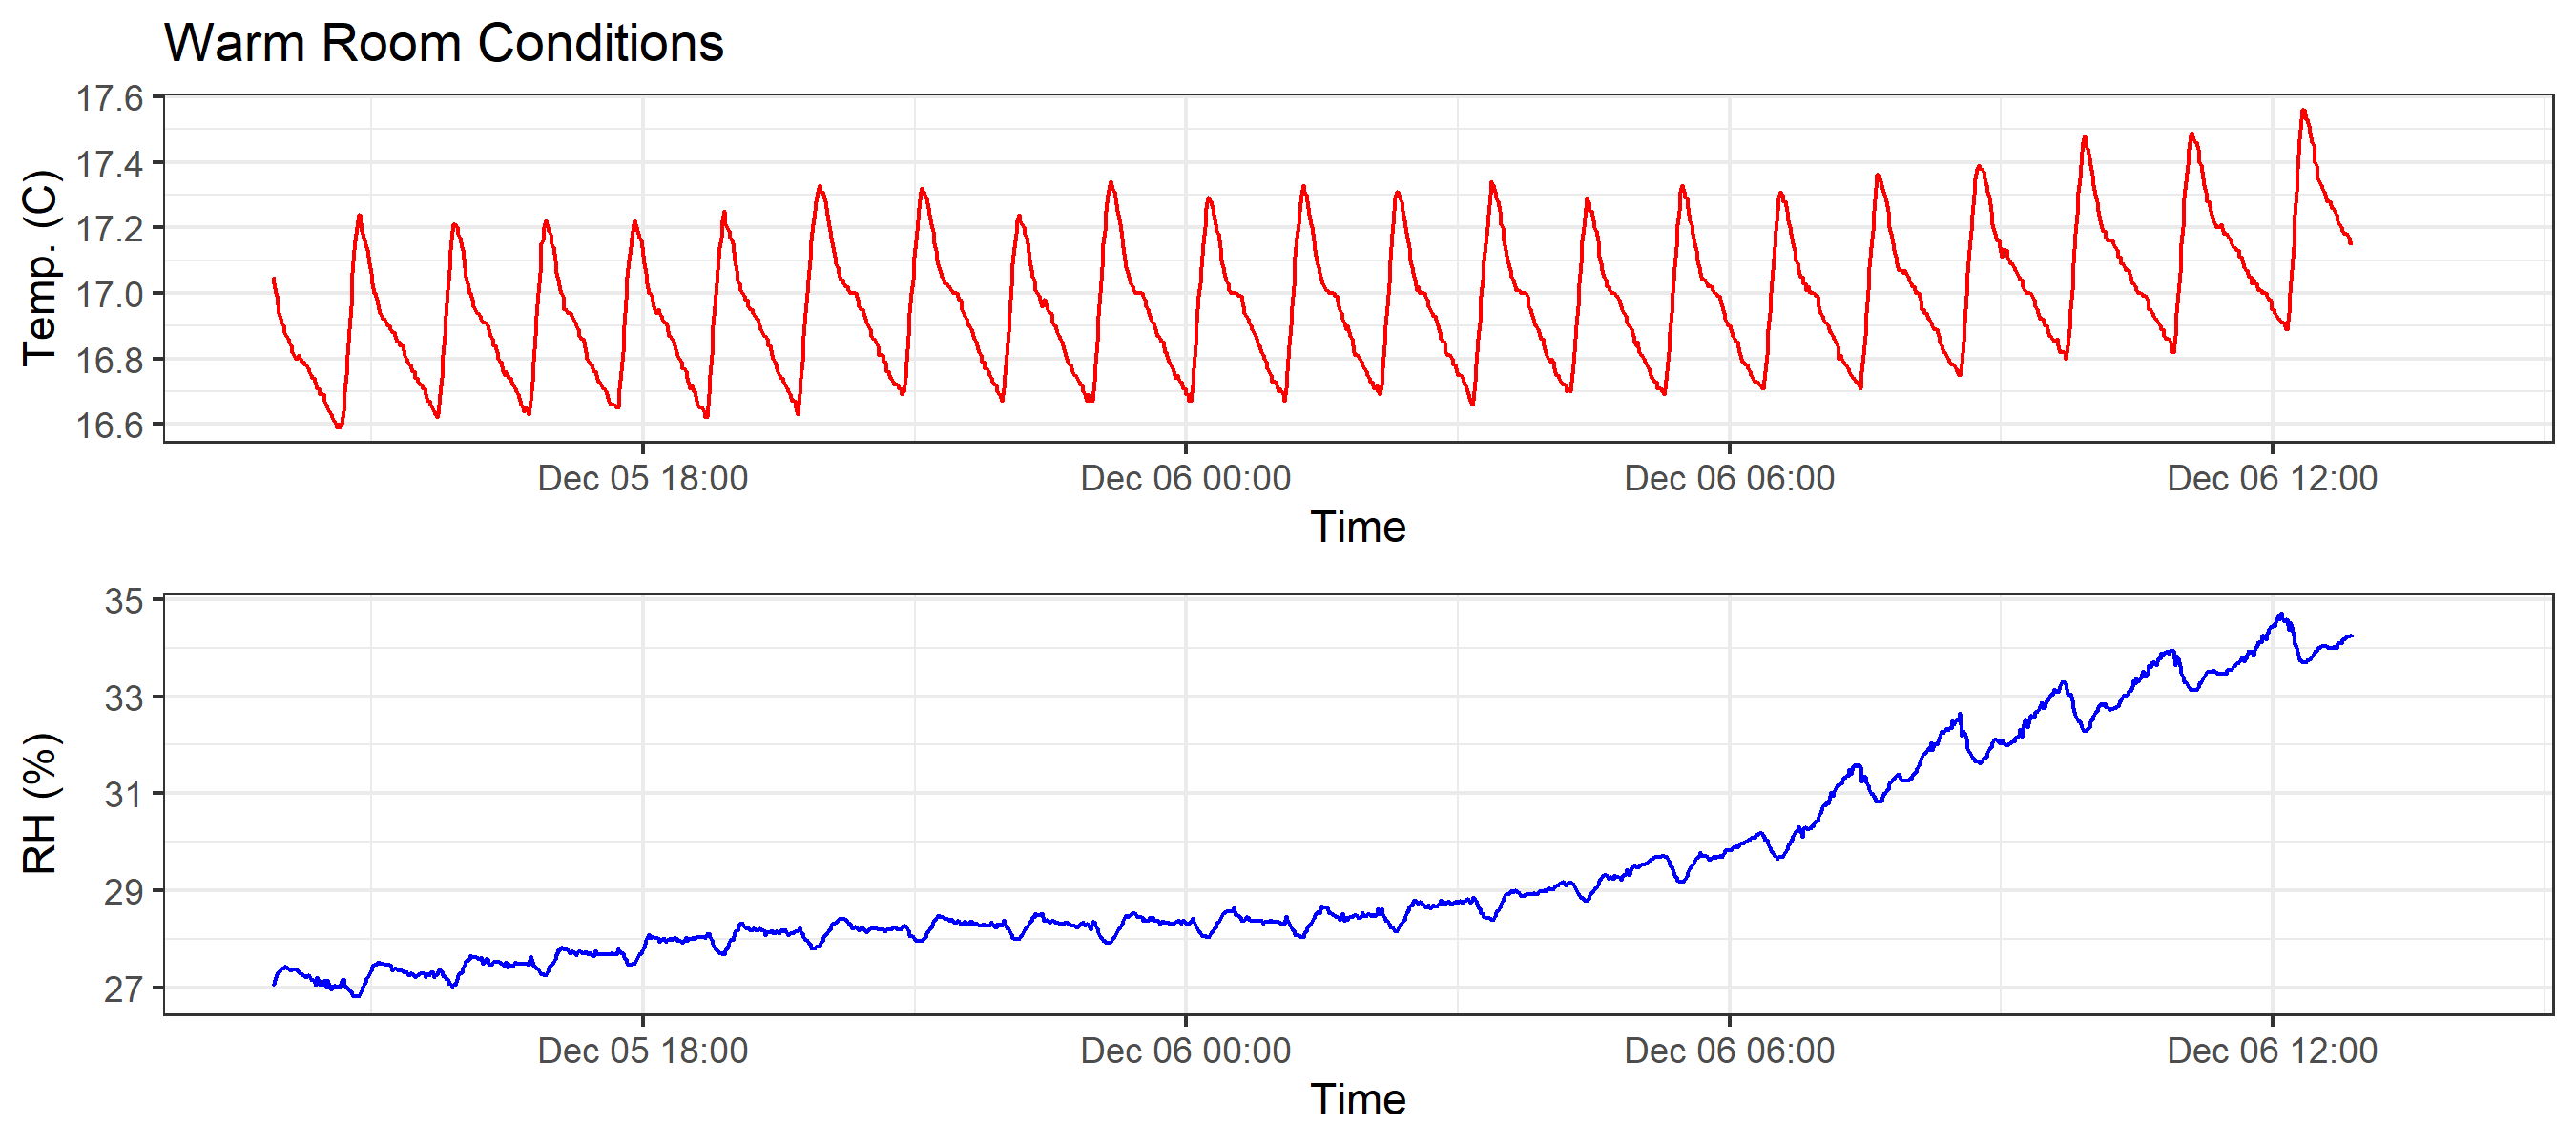 Warm Room Conditions
Temp. (C)
17.6
17.4
17.2
17.0
16.8
16.6
Dec 05 18:00 Dec 06 00:00 Dec 06 06:00 Dec 06 12:00
Time
RH (%)
35
33
31
29
27
Dec 05 18:00 Dec 06 00:00 Dec 06 06:00 Dec 06 12:00
Time